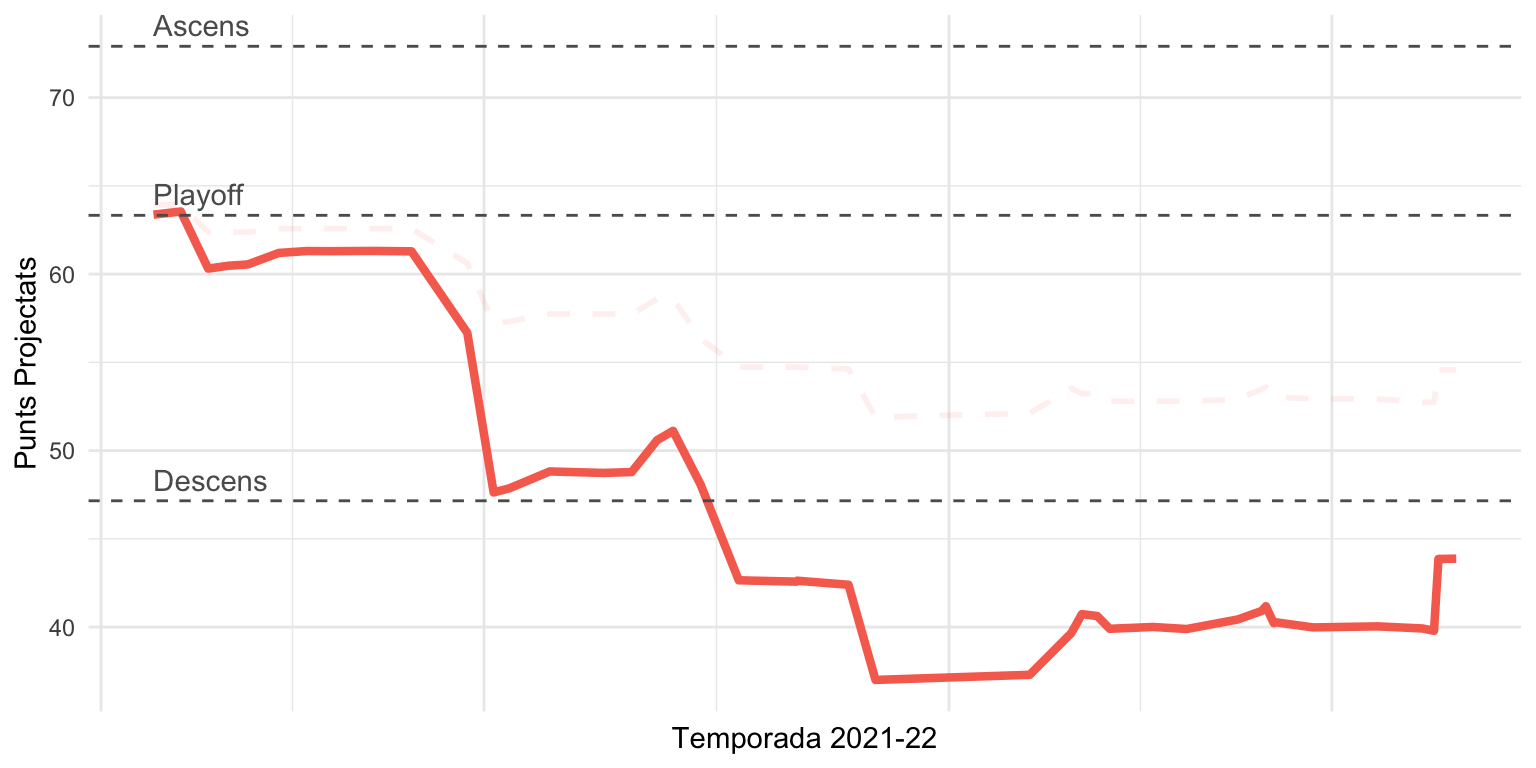 Ascens
70
Playoff
60
50
Descens
40
Punts Projectats
Temporada 2021-22